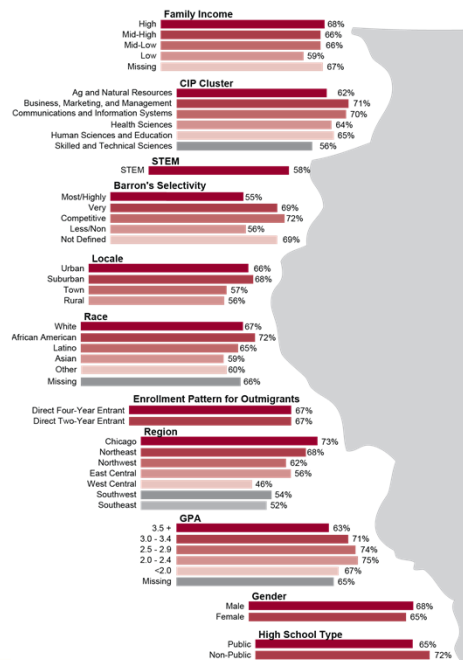 Family Income
High 68%
Mid-High 66%
Mid-Low 66%
Low 59%
Missing 67%
CIP Cluster
Ag and Natural Resources 62%
Business, Marketing, and Management 71%
Communications and Information Systems 70%
Health Sciences 64%
Human Sciences and Education 65%
Skilled and Technical Sciences 56%
STEM
STEM 58%
Barron's Selectivity
Most/Highly 55%
Very 69%
Competitive 72%
Less/Non 56%
Not Defined 69%
Locale
Urban 66%
Suburban 68%
Town 57%
Rural 56%
Race
White 67%
African American 72%
Latino 65%
Asian 59%
Other 60%
Missing 66%
Enrollment Pattern for Outmigrants
Direct Four-Year Entrant 67%
Direct Two-Year Entrant 67%
Region
Chicago 73%
Northeast 68%
Northwest 62%
East Central 56%
West Central 46%
Southwest 54%
Southeast 52%
GPA
3.5 + 63%
3.0 - 3.4 71%
2.5 - 2.9 74%
2.0 - 2.4 75%
<2.0 67%
Missing 65%
Gender
Male 68%
Female 65%
High School Type
Public 65%
Non-Public 72%